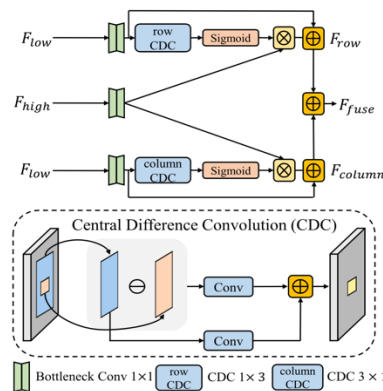 F_low
row CDC
Sigmoid
F_row
F_high
F_fuse
F_low
column CDC
Sigmoid
F_column
Central Difference Convolution (CDC)
Conv
Conv
Bottleneck Conv 1×1
row CDC
CDC 1×3
column CDC
CDC 3×